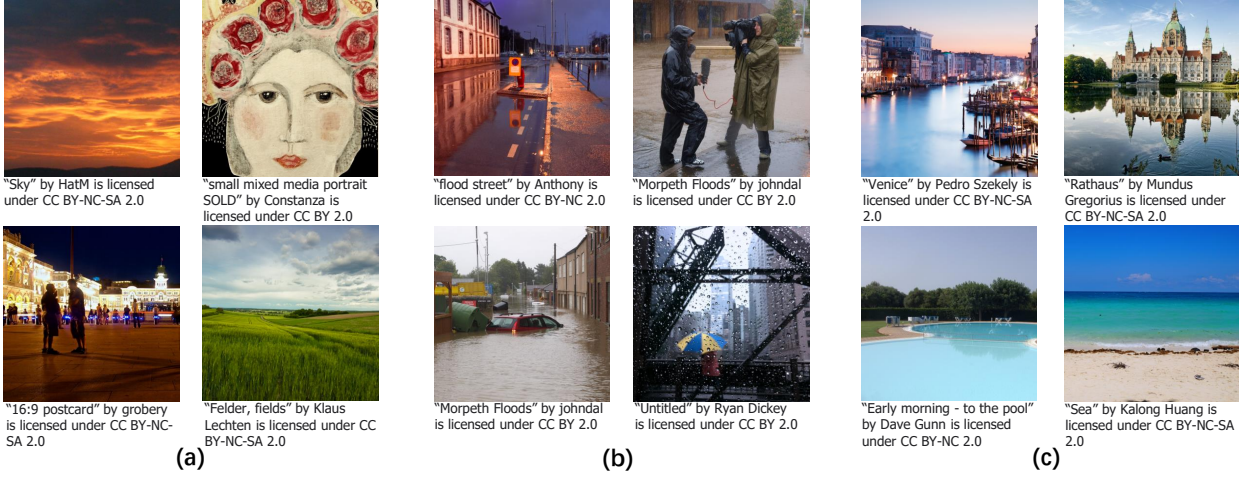 “Sky” by HatM is licensed
under CC BY-NC-SA 2.0
“small mixed media portrait
SOLD” by Constanza is
licensed under CC BY 2.0
“flood street” by Anthony is
licensed under CC BY-NC 2.0
“Morpeth Floods” by johndal
is licensed under CC BY 2.0
“Venice” by Pedro Szekely is
licensed under CC BY-NC-SA
2.0
“Rathaus” by Mundus
Gregorius is licensed under
CC BY-NC-SA 2.0
“16:9 postcard” by grobery
is licensed under CC BY-NC-
SA 2.0
“Felder, fields” by Klaus
Lechten is licensed under CC
BY-NC-SA 2.0
“Morpeth Floods” by johndal
is licensed under CC BY 2.0
“Untitled” by Ryan Dickey
is licensed under CC BY 2.0
“Early morning - to the pool”
by Dave Gunn is licensed
under CC BY-NC 2.0
“Sea” by Kalong Huang is
licensed under CC BY-NC-SA
2.0
(a)
(b)
(c)